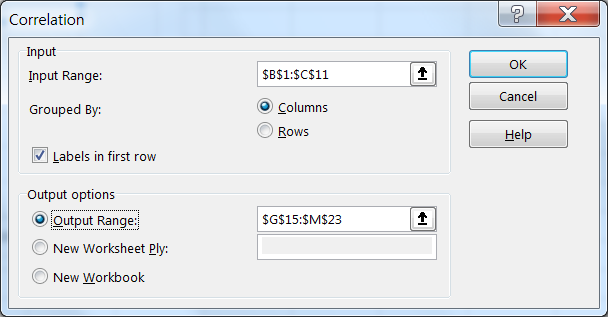 Correlation
Input
Input Range: $B$1:$C$11
Grouped By: Columns
Rows
Labels in first row
OK
Cancel
Help
Output options
Output Range: $G$15:$M$23
New Worksheet Ply:
New Workbook